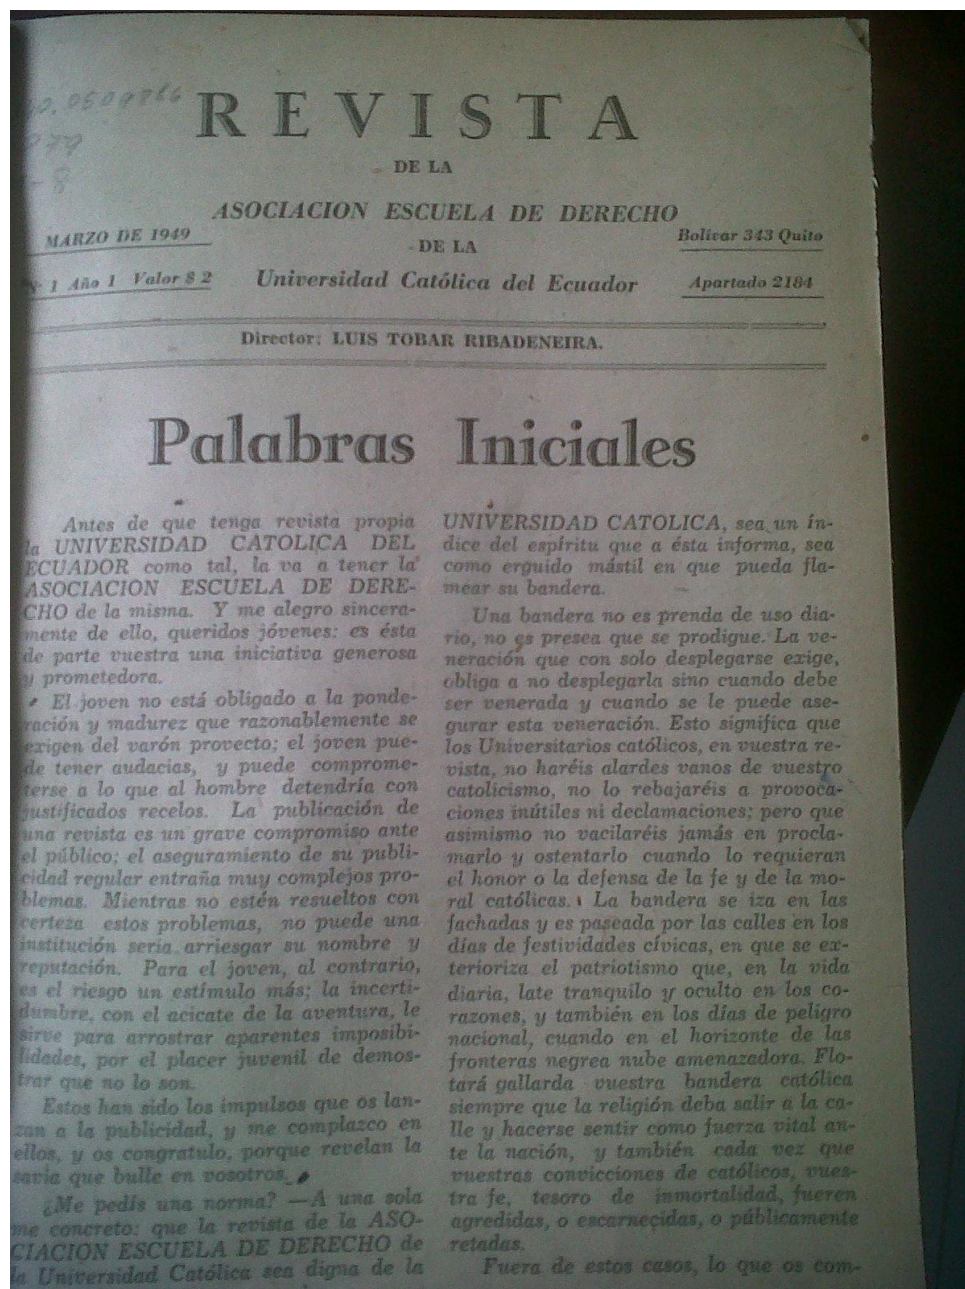 REVISTA
DE LA
ASOCIACION ESCUELA DE DERECHO
MARZO DE 1949
DE LA
Bolívar 343 Quito
Nº 1 Año 1 Valor $ 2
Universidad Católica del Ecuador
Apartado 2184
Director: LUIS TOBAR RIBADENEIRA.
Palabras Iniciales
Antes de que tenga revista propia
la UNIVERSIDAD CATOLICA DEL
ECUADOR como tal, la va a tener la
ASOCIACION ESCUELA DE DERE-
CHO de la misma. Y me alegro sincera-
mente de ello, queridos jóvenes: es ésta
de parte vuestra una iniciativa generosa
y prometedora.
El joven no está obligado a la ponde-
ración y madurez que razonablemente se
exigen del varón provecto; el joven pue-
de tener audacias, y puede comprome-
terse a lo que al hombre detendría con
justificados recelos. La publicación de
una revista es un grave compromiso ante
el público; el aseguramiento de su publi-
cidad regular entraña muy complejos pro-
blemas. Mientras no estén resueltos con
certeza estos problemas, no puede una
institución seria arriesgar su nombre y
reputación. Para el joven, al contrario,
es el riesgo un estímulo más; la incerti-
dumbre, con el acicate de la aventura, le
sirve para arrostrar aparentes imposibi-
lidades, por el placer juvenil de demos-
trar que no lo son.
Estos han sido los impulsos que os lan-
zan a la publicidad, y me complazco en
ellos, y os congratulo, porque revelan la
savia que bulle en vosotros.
¿Me pedís una norma? —A una sola
me concreto: que la revista de la ASO-
CIACION ESCUELA DE DERECHO de
la Universidad Católica sea digna de la
UNIVERSIDAD CATOLICA, sea un ín-
dice del espíritu que a ésta informa, sea
como erguido mástil en que pueda fla-
mear su bandera.
Una bandera no es prenda de uso dia-
rio, no es presea que se prodigue. La ve-
neración que con solo desplegarse exige,
obliga a no desplegarla sino cuando debe
ser venerada y cuando se le puede ase-
gurar esta veneración. Esto significa que
los Universitarios católicos, en vuestra re-
vista, no haréis alardes vanos de vuestro
catolicismo, no lo rebajaréis a provoca-
ciones inútiles ni declamaciones; pero que
asimismo no vacilaréis jamás en procla-
marlo y ostentarlo cuando lo requieran
el honor o la defensa de la fe y de la mo-
ral católicas. La bandera se iza en las
fachadas y es paseada por las calles en los
días de festividades cívicas, en que se ex-
terioriza el patriotismo que, en la vida
diaria, late tranquilo y oculto en los co-
razones, y también en los días de peligro
nacional, cuando en el horizonte de las
fronteras negrea nube amenazadora. Flo-
tará gallarda vuestra bandera católica
siempre que la religión deba salir a la ca-
lle y hacerse sentir como fuerza vital an-
te la nación, y también cada vez que
vuestras convicciones de católicos, vues-
tra fe, tesoro de inmortalidad, fueren
agredidas, o escarnecidas, o públicamente
retadas.
Fuera de estos casos, lo que os com-